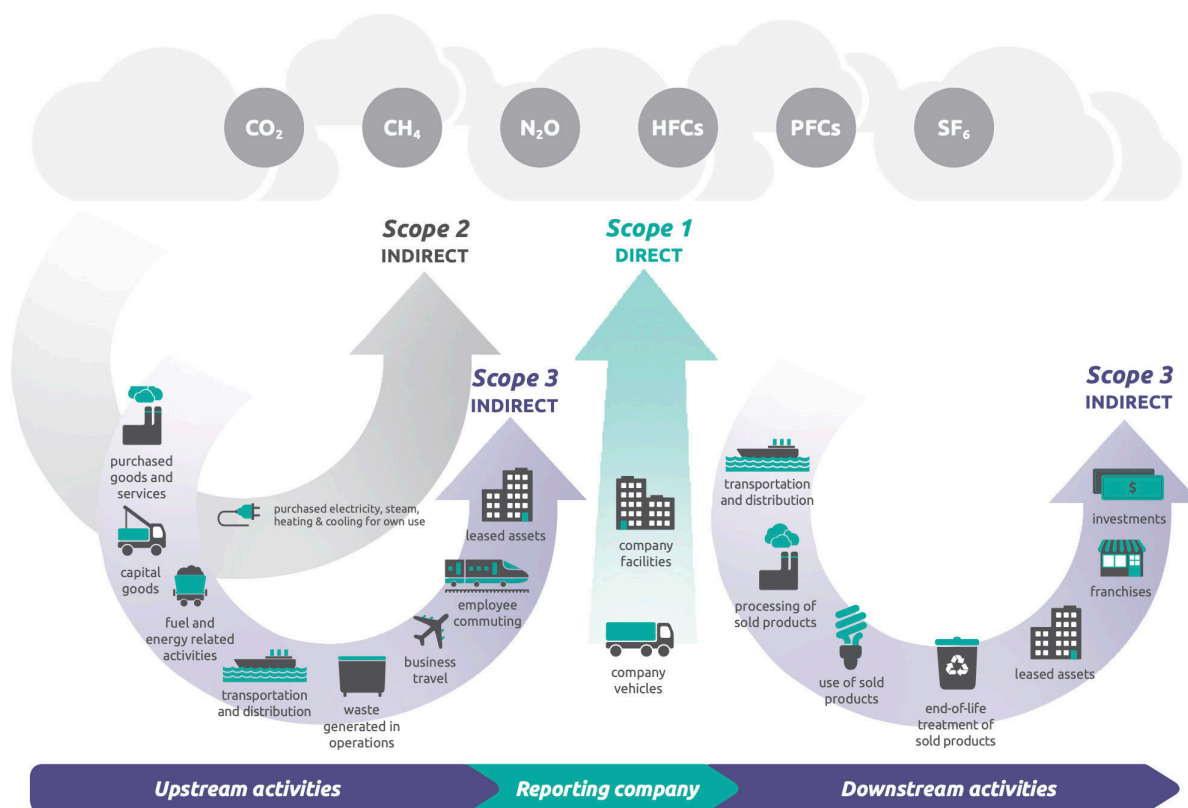 CO₂
CH₄
N₂O
HFCs
PFCs
SF₆
Scope 2
INDIRECT
Scope 1
DIRECT
Scope 3
INDIRECT
Scope 3
INDIRECT
purchased
goods and
services
capital
goods
fuel and
energy related
activities
purchased electricity, steam,
heating & cooling for own use
transportation
and distribution
waste
generated in
operations
business
travel
employee
commuting
leased assets
company
facilities
company
vehicles
transportation
and distribution
processing of
sold products
use of sold
products
end-of-life
treatment of
sold products
leased assets
franchises
$
investments
Upstream activities
Reporting company
Downstream activities